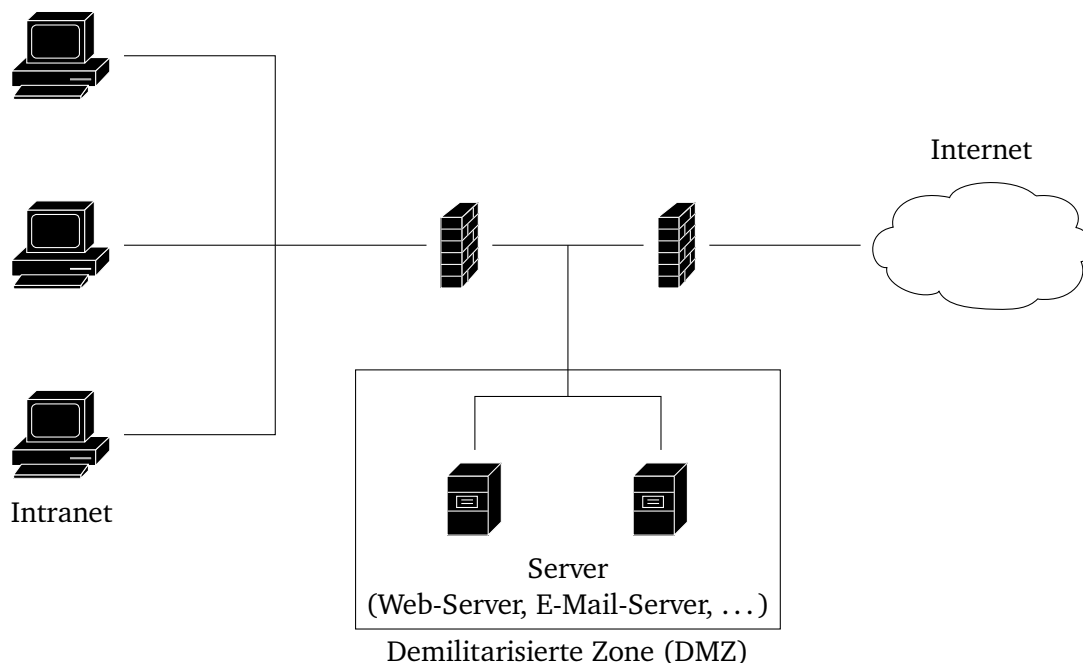 Internet
Intranet
Server
(Web-Server, E-Mail-Server, . . . )
Demilitarisierte Zone (DMZ)